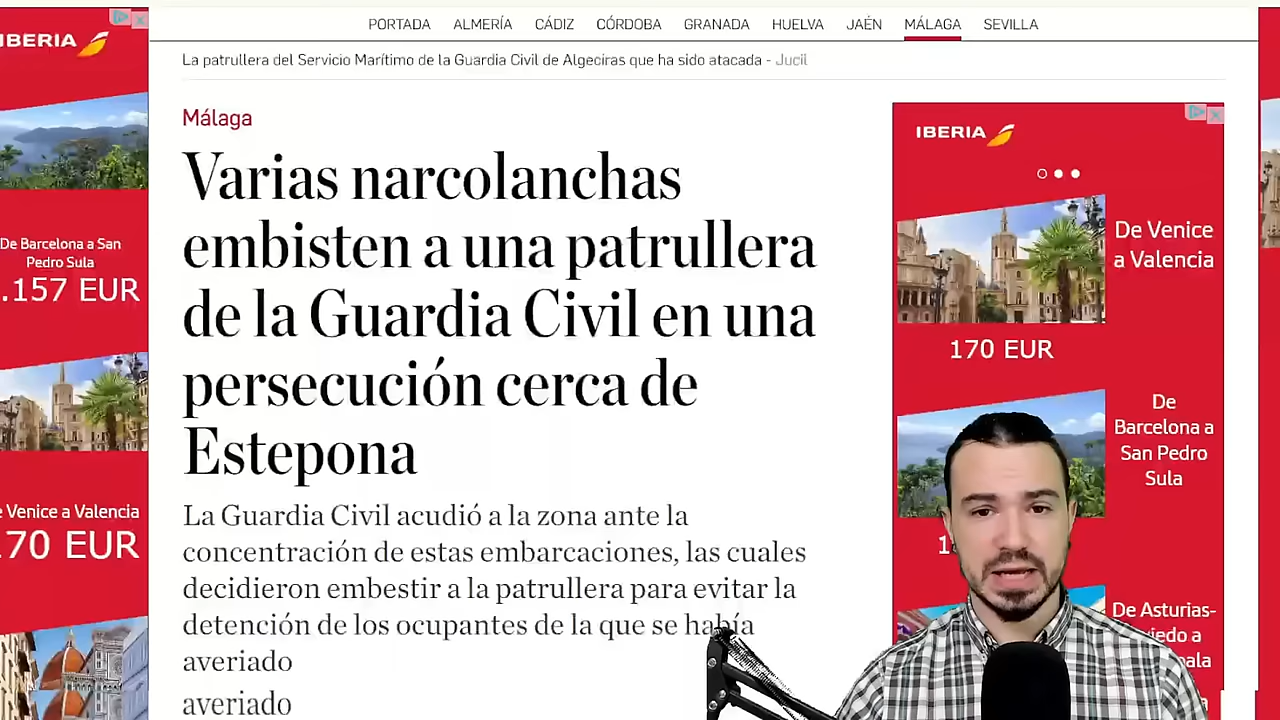 PORTADA ALMERÍA CÁDIZ CÓRDOBA GRANADA HUELVA JAÉN MÁLAGA SEVILLA
La patrullera del Servicio Marítimo de la Guardia Civil de Algeciras que ha sido atacada - Jucil
Málaga
Varias narcolanchas
embisten a una patrullera
de la Guardia Civil en una
persecución cerca de
Estepona
La Guardia Civil acudió a la zona ante la
concentración de estas embarcaciones, las cuales
decidieron embestir a la patrullera para evitar la
detención de los ocupantes de la que se había
averiado
averiado
IBERIA
De Barcelona a San
Pedro Sula
.157 EUR
Venice a Valencia
70 EUR
IBERIA
De Venice
a Valencia
170 EUR
De
Barcelona a
San Pedro
Sula
1
De Asturias-
a